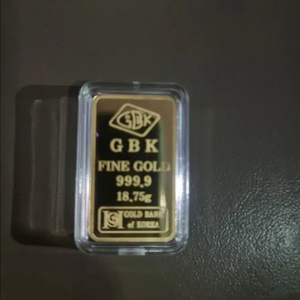 GBK
GBK
FINE GOLD
999.9
18.75g
GOLD BANK
of KOREA